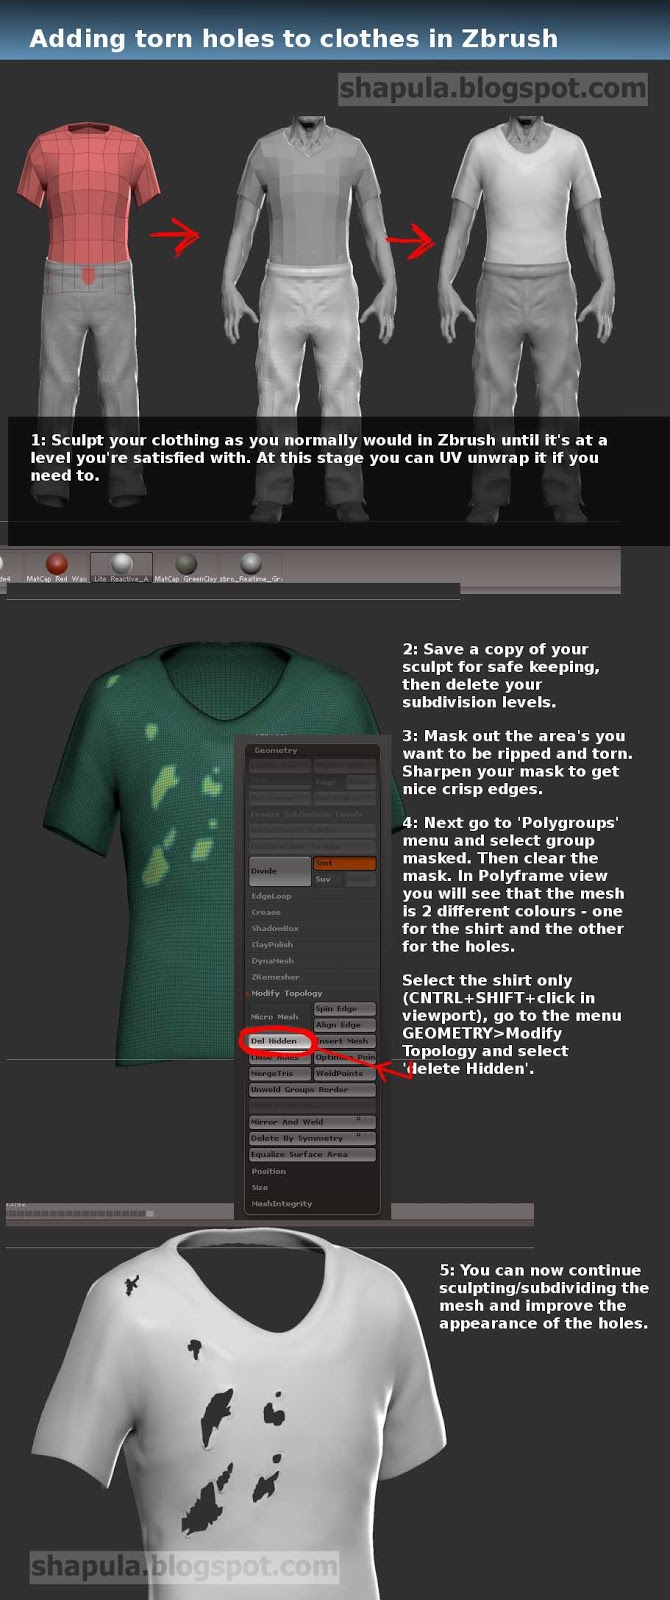 Adding torn holes to clothes in Zbrush
shapula.blogspot.com
1: Sculpt your clothing as you normally would in Zbrush until it's at a
level you're satisfied with. At this stage you can UV unwrap it if you
need to.
MatCap Red Wax
Lite_Reactive_A
MatCap GreenClay
zbro_Realtime_Gr
2: Save a copy of your
sculpt for safe keeping,
then delete your
subdivision levels.
3: Mask out the area's you
want to be ripped and torn.
Sharpen your mask to get
nice crisp edges.
4: Next go to 'Polygroups'
menu and select group
masked. Then clear the
mask. In Polyframe view
you will see that the mesh
is 2 different colours - one
for the shirt and the other
for the holes.
Select the shirt only
(CNTRL+SHIFT+click in
viewport), go to the menu
GEOMETRY>Modify
Topology and select
'delete Hidden'.
Geometry
Freeze SubDivision Levels
Divide
Smt
Suv
EdgeLoop
Crease
ShadowBox
ClayPolish
DynaMesh
ZRemesher
Modify Topology
Micro Mesh
Spin Edge
Align Edge
Del Hidden
Insert Mesh
Close Holes
Optimize Poin
MergeTris
WeldPoints
Unweld Groups Border
Mirror And Weld
Delete By Symmetry
Equalize Surface Area
Position
Size
MeshIntegrity
5: You can now continue
sculpting/subdividing the
mesh and improve the
appearance of the holes.
shapula.blogspot.com